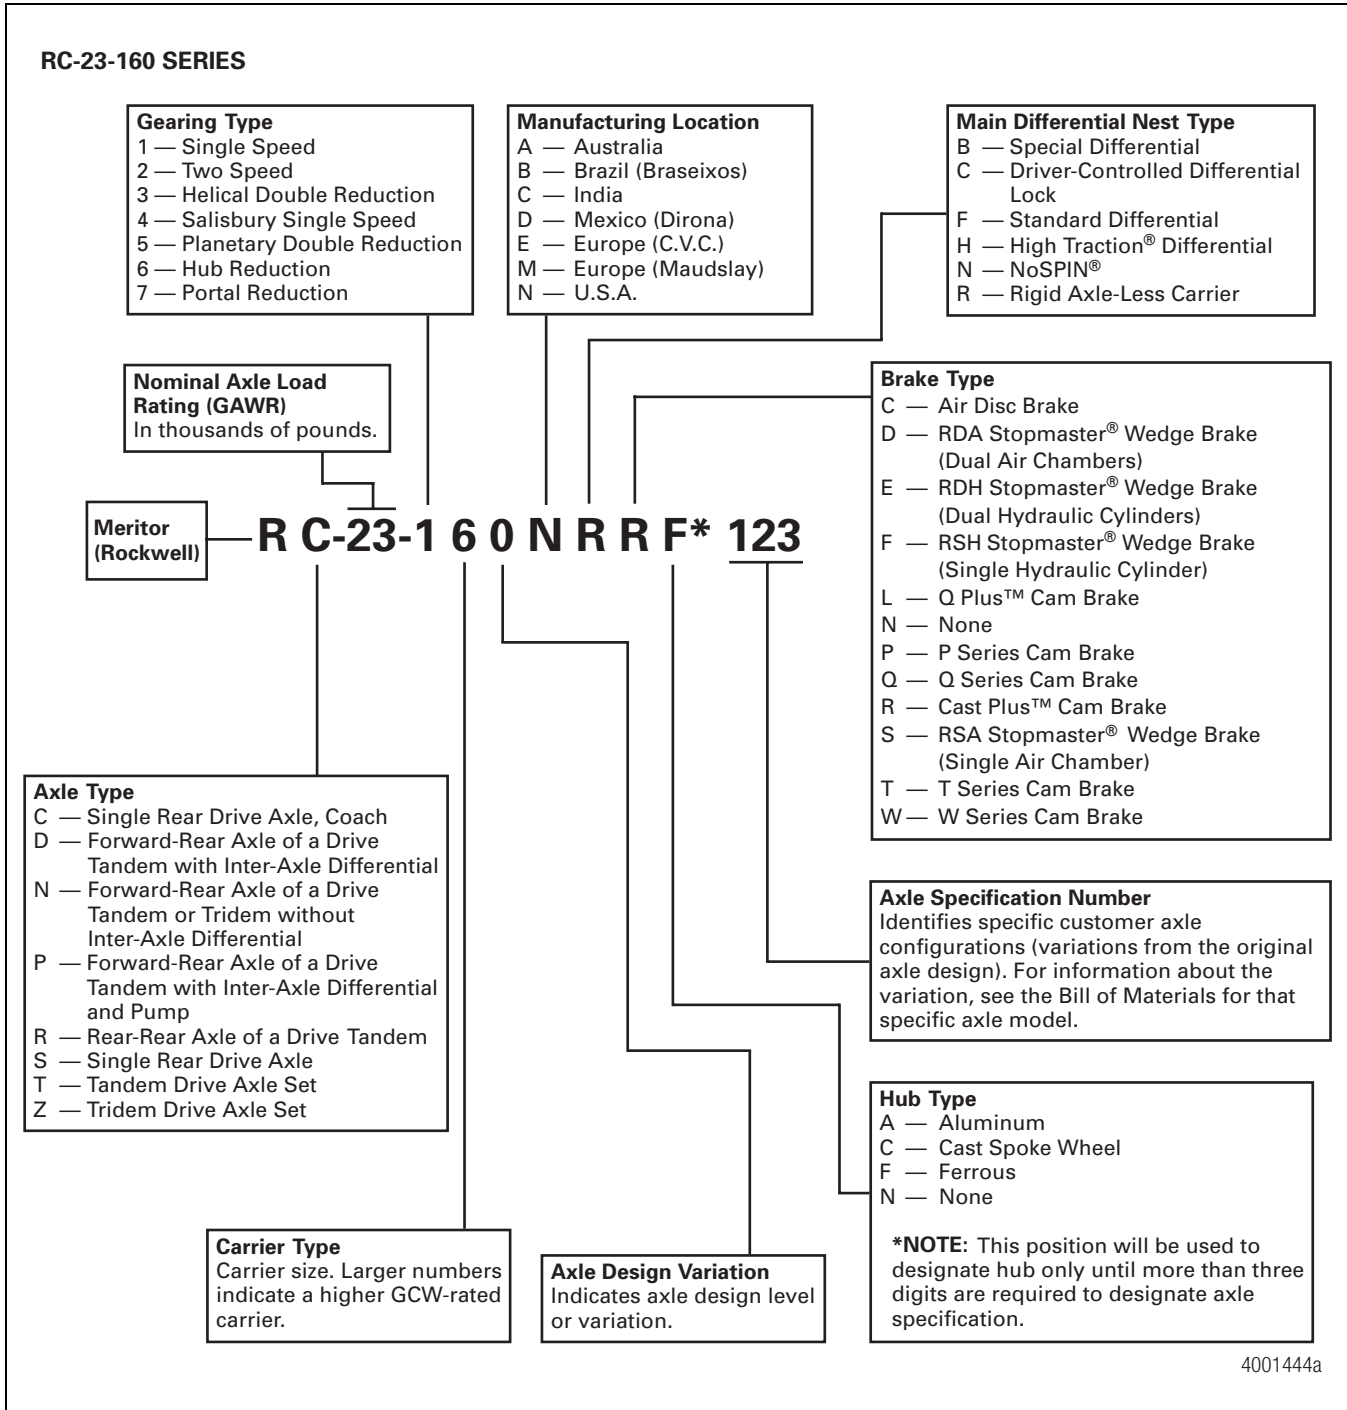 RC-23-160 SERIES
Gearing Type
1 — Single Speed
2 — Two Speed
3 — Helical Double Reduction
4 — Salisbury Single Speed
5 — Planetary Double Reduction
6 — Hub Reduction
7 — Portal Reduction
Manufacturing Location
A — Australia
B — Brazil (Braseixos)
C — India
D — Mexico (Dirona)
E — Europe (C.V.C.)
M — Europe (Maudslay)
N — U.S.A.
Main Differential Nest Type
B — Special Differential
C — Driver-Controlled Differential
Lock
F — Standard Differential
H — High Traction® Differential
N — NoSPIN®
R — Rigid Axle-Less Carrier
Nominal Axle Load
Rating (GAWR)
In thousands of pounds.
Brake Type
C — Air Disc Brake
D — RDA Stopmaster® Wedge Brake
(Dual Air Chambers)
E — RDH Stopmaster® Wedge Brake
(Dual Hydraulic Cylinders)
F — RSH Stopmaster® Wedge Brake
(Single Hydraulic Cylinder)
L — Q Plus™ Cam Brake
N — None
P — P Series Cam Brake
Q — Q Series Cam Brake
R — Cast Plus™ Cam Brake
S — RSA Stopmaster® Wedge Brake
(Single Air Chamber)
T — T Series Cam Brake
W — W Series Cam Brake
Meritor
(Rockwell)
R C-23-1 6 0 N R R F* 123
Axle Type
C — Single Rear Drive Axle, Coach
D — Forward-Rear Axle of a Drive
Tandem with Inter-Axle Differential
N — Forward-Rear Axle of a Drive
Tandem or Tridem without
Inter-Axle Differential
P — Forward-Rear Axle of a Drive
Tandem with Inter-Axle Differential
and Pump
R — Rear-Rear Axle of a Drive Tandem
S — Single Rear Drive Axle
T — Tandem Drive Axle Set
Z — Tridem Drive Axle Set
Axle Specification Number
Identifies specific customer axle
configurations (variations from the original
axle design). For information about the
variation, see the Bill of Materials for that
specific axle model.
Hub Type
A — Aluminum
C — Cast Spoke Wheel
F — Ferrous
N — None
*NOTE: This position will be used to
designate hub only until more than three
digits are required to designate axle
specification.
Carrier Type
Carrier size. Larger numbers
indicate a higher GCW-rated
carrier.
Axle Design Variation
Indicates axle design level
or variation.
4001444a